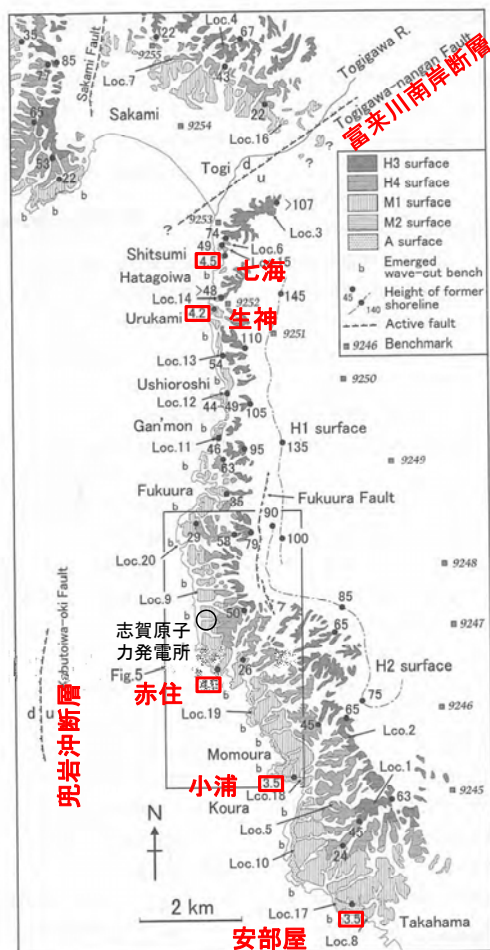 35
77
85
65
53
22
Sakami Fault
9255
22
Loc.4
67
Loc.7
43
Sakami
22
9254
Loc.16
Togigawa R.
Togigawa-nangan Fault
富来川南岸断層
Togi
d
u
?
?
?
H3 surface
H4 surface
M1 surface
M2 surface
A surface
b Emerged wave-cut bench
45 140 Height of former shoreline
Active fault
9246 Benchmark
9253
>107
Loc.3
74
49
Loc.6
Shitsumi
4.5
七海
Hatagoiwa
>48
Loc.14
9252
145
Urukami
4.2
生神
9251
110
Loc.13
54
9250
Ushioroshi
Loc.12
44
49
105
Gan'mon
H1 surface
Loc.11
46
95
135
63
9249
Fukuura
35
Fukuura Fault
90
29
58
79
100
Loc.20
9248
Loc.9
85
50
65
9247
志賀原子
力発電所
Fig.5
26
H2 surface
赤住
75
9246
Loc.19
45
65
Lco.2
Kabutoiwa-oki Fault
d
u
兜岩沖断層
Momoura
Loc.1
小浦
3.5
Lco.18
63
9245
Koura
Loc.5
45
N
Loc.10
24
2 km
Loc.17
3.5
Takahama
安部屋
Loc.8